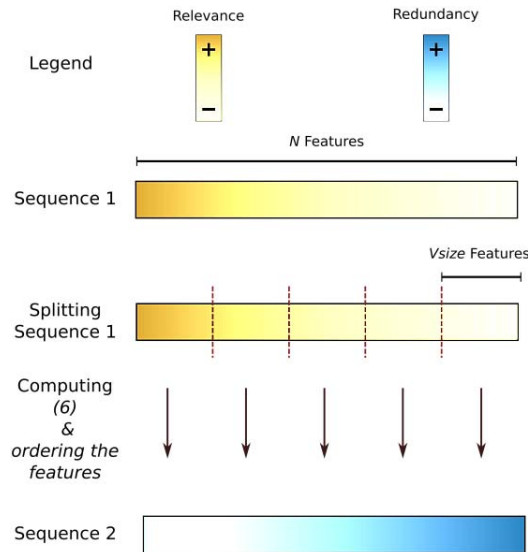 Relevance
Redundancy
Legend
+
+
−
−
N Features
Sequence 1
Vsize Features
Splitting
Sequence 1
Computing
(6)
&
ordering the
features
Sequence 2